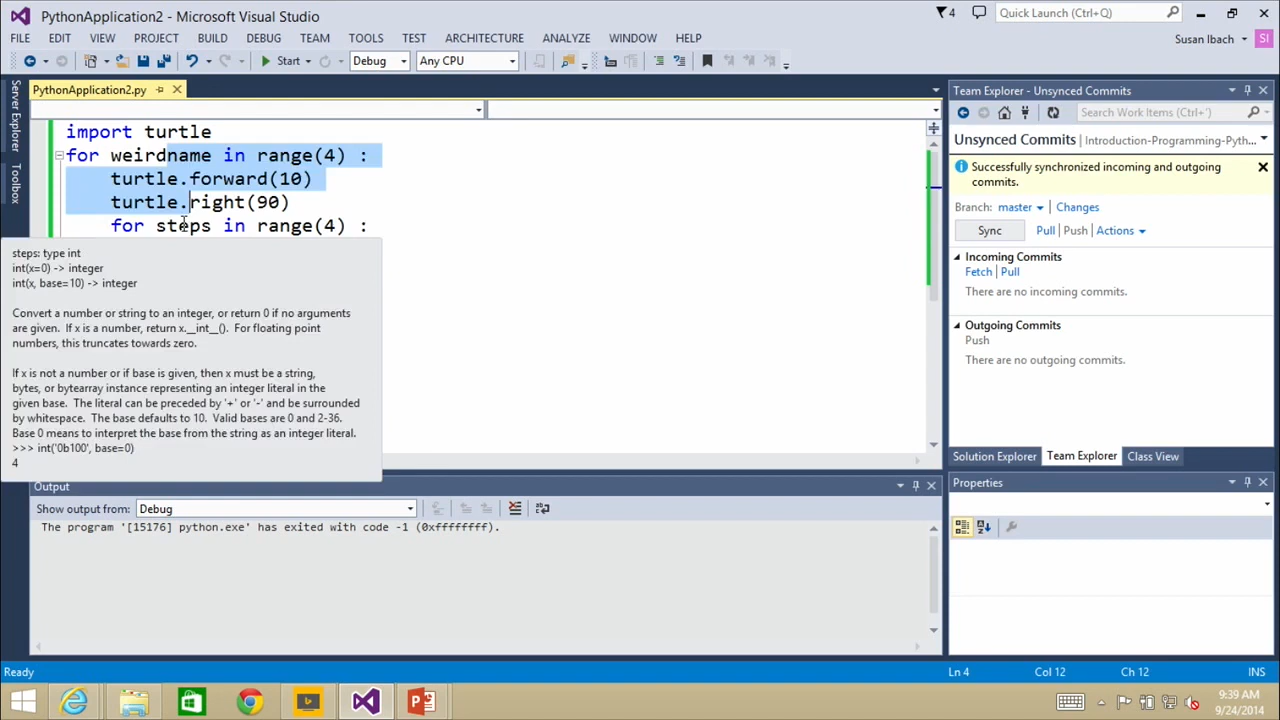 PythonApplication2 - Microsoft Visual Studio
4
Quick Launch (Ctrl+Q)
FILE EDIT VIEW PROJECT BUILD DEBUG TEAM TOOLS TEST ARCHITECTURE ANALYZE WINDOW HELP
Susan Ibach SI
Start Debug Any CPU
Server Explorer
Toolbox
PythonApplication2.py
import turtle
for weirdname in range(4) :
turtle.forward(10)
turtle.right(90)
for steps in range(4) :
steps: type int
int(x=0) -> integer
int(x, base=10) -> integer
Convert a number or string to an integer, or return 0 if no arguments
are given. If x is a number, return x.__int__(). For floating point
numbers, this truncates towards zero.
If x is not a number or if base is given, then x must be a string,
bytes, or bytearray instance representing an integer literal in the
given base. The literal can be preceded by '+' or '-' and be surrounded
by whitespace. The base defaults to 10. Valid bases are 0 and 2-36.
Base 0 means to interpret the base from the string as an integer literal.
>>> int('0b100', base=0)
4
Output
Show output from: Debug
The program '[15176] python.exe' has exited with code -1 (0xffffffff).
Team Explorer - Unsynced Commits
Search Work Items (Ctrl+')
Unsynced Commits | Introduction-Programming-Pyth...
Successfully synchronized incoming and outgoing
commits.
Branch: master Changes
Sync Pull Push Actions
Incoming Commits
Fetch | Pull
There are no incoming commits.
Outgoing Commits
Push
There are no outgoing commits.
Solution Explorer Team Explorer Class View
Properties
Ready Ln 4 Col 12 Ch 12 INS
9:39 AM
9/24/2014